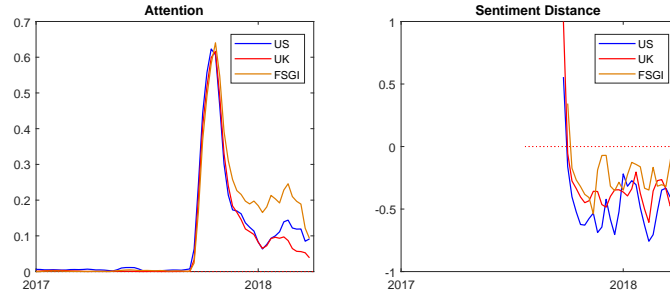 Attention
0.7
0.6
0.5
0.4
0.3
0.2
0.1
0
2017
2018
US
UK
FSGI
Sentiment Distance
1
0.5
0
-0.5
-1
2017
2018
US
UK
FSGI